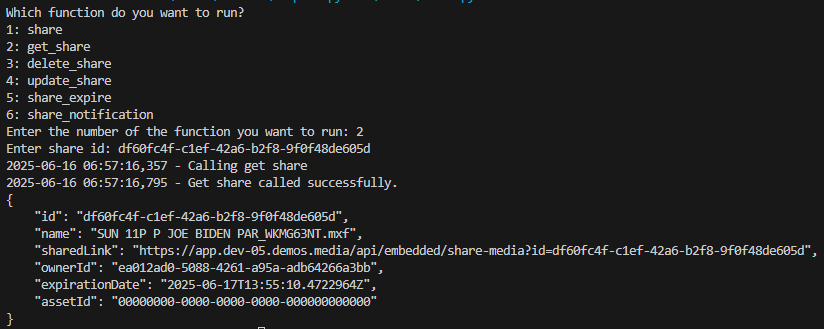 Which function do you want to run?
1: share
2: get_share
3: delete_share
4: update_share
5: share_expire
6: share_notification
Enter the number of the function you want to run: 2
Enter share id: df60fc4f-c1ef-42a6-b2f8-9f0f48de605d
2025-06-16 06:57:16,357 - Calling get share
2025-06-16 06:57:16,795 - Get share called successfully.
{
    "id": "df60fc4f-c1ef-42a6-b2f8-9f0f48de605d",
    "name": "SUN 11P P JOE BIDEN PAR_WKMG63NT.mxf",
    "sharedLink": "https://app.dev-05.demos.media/api/embedded/share-media?id=df60fc4f-c1ef-42a6-b2f8-9f0f48de605d",
    "ownerId": "ea012ad0-5088-4261-a95a-adb64266a3bb",
    "expirationDate": "2025-06-17T13:55:10.4722964Z",
    "assetId": "00000000-0000-0000-0000-000000000000"
}